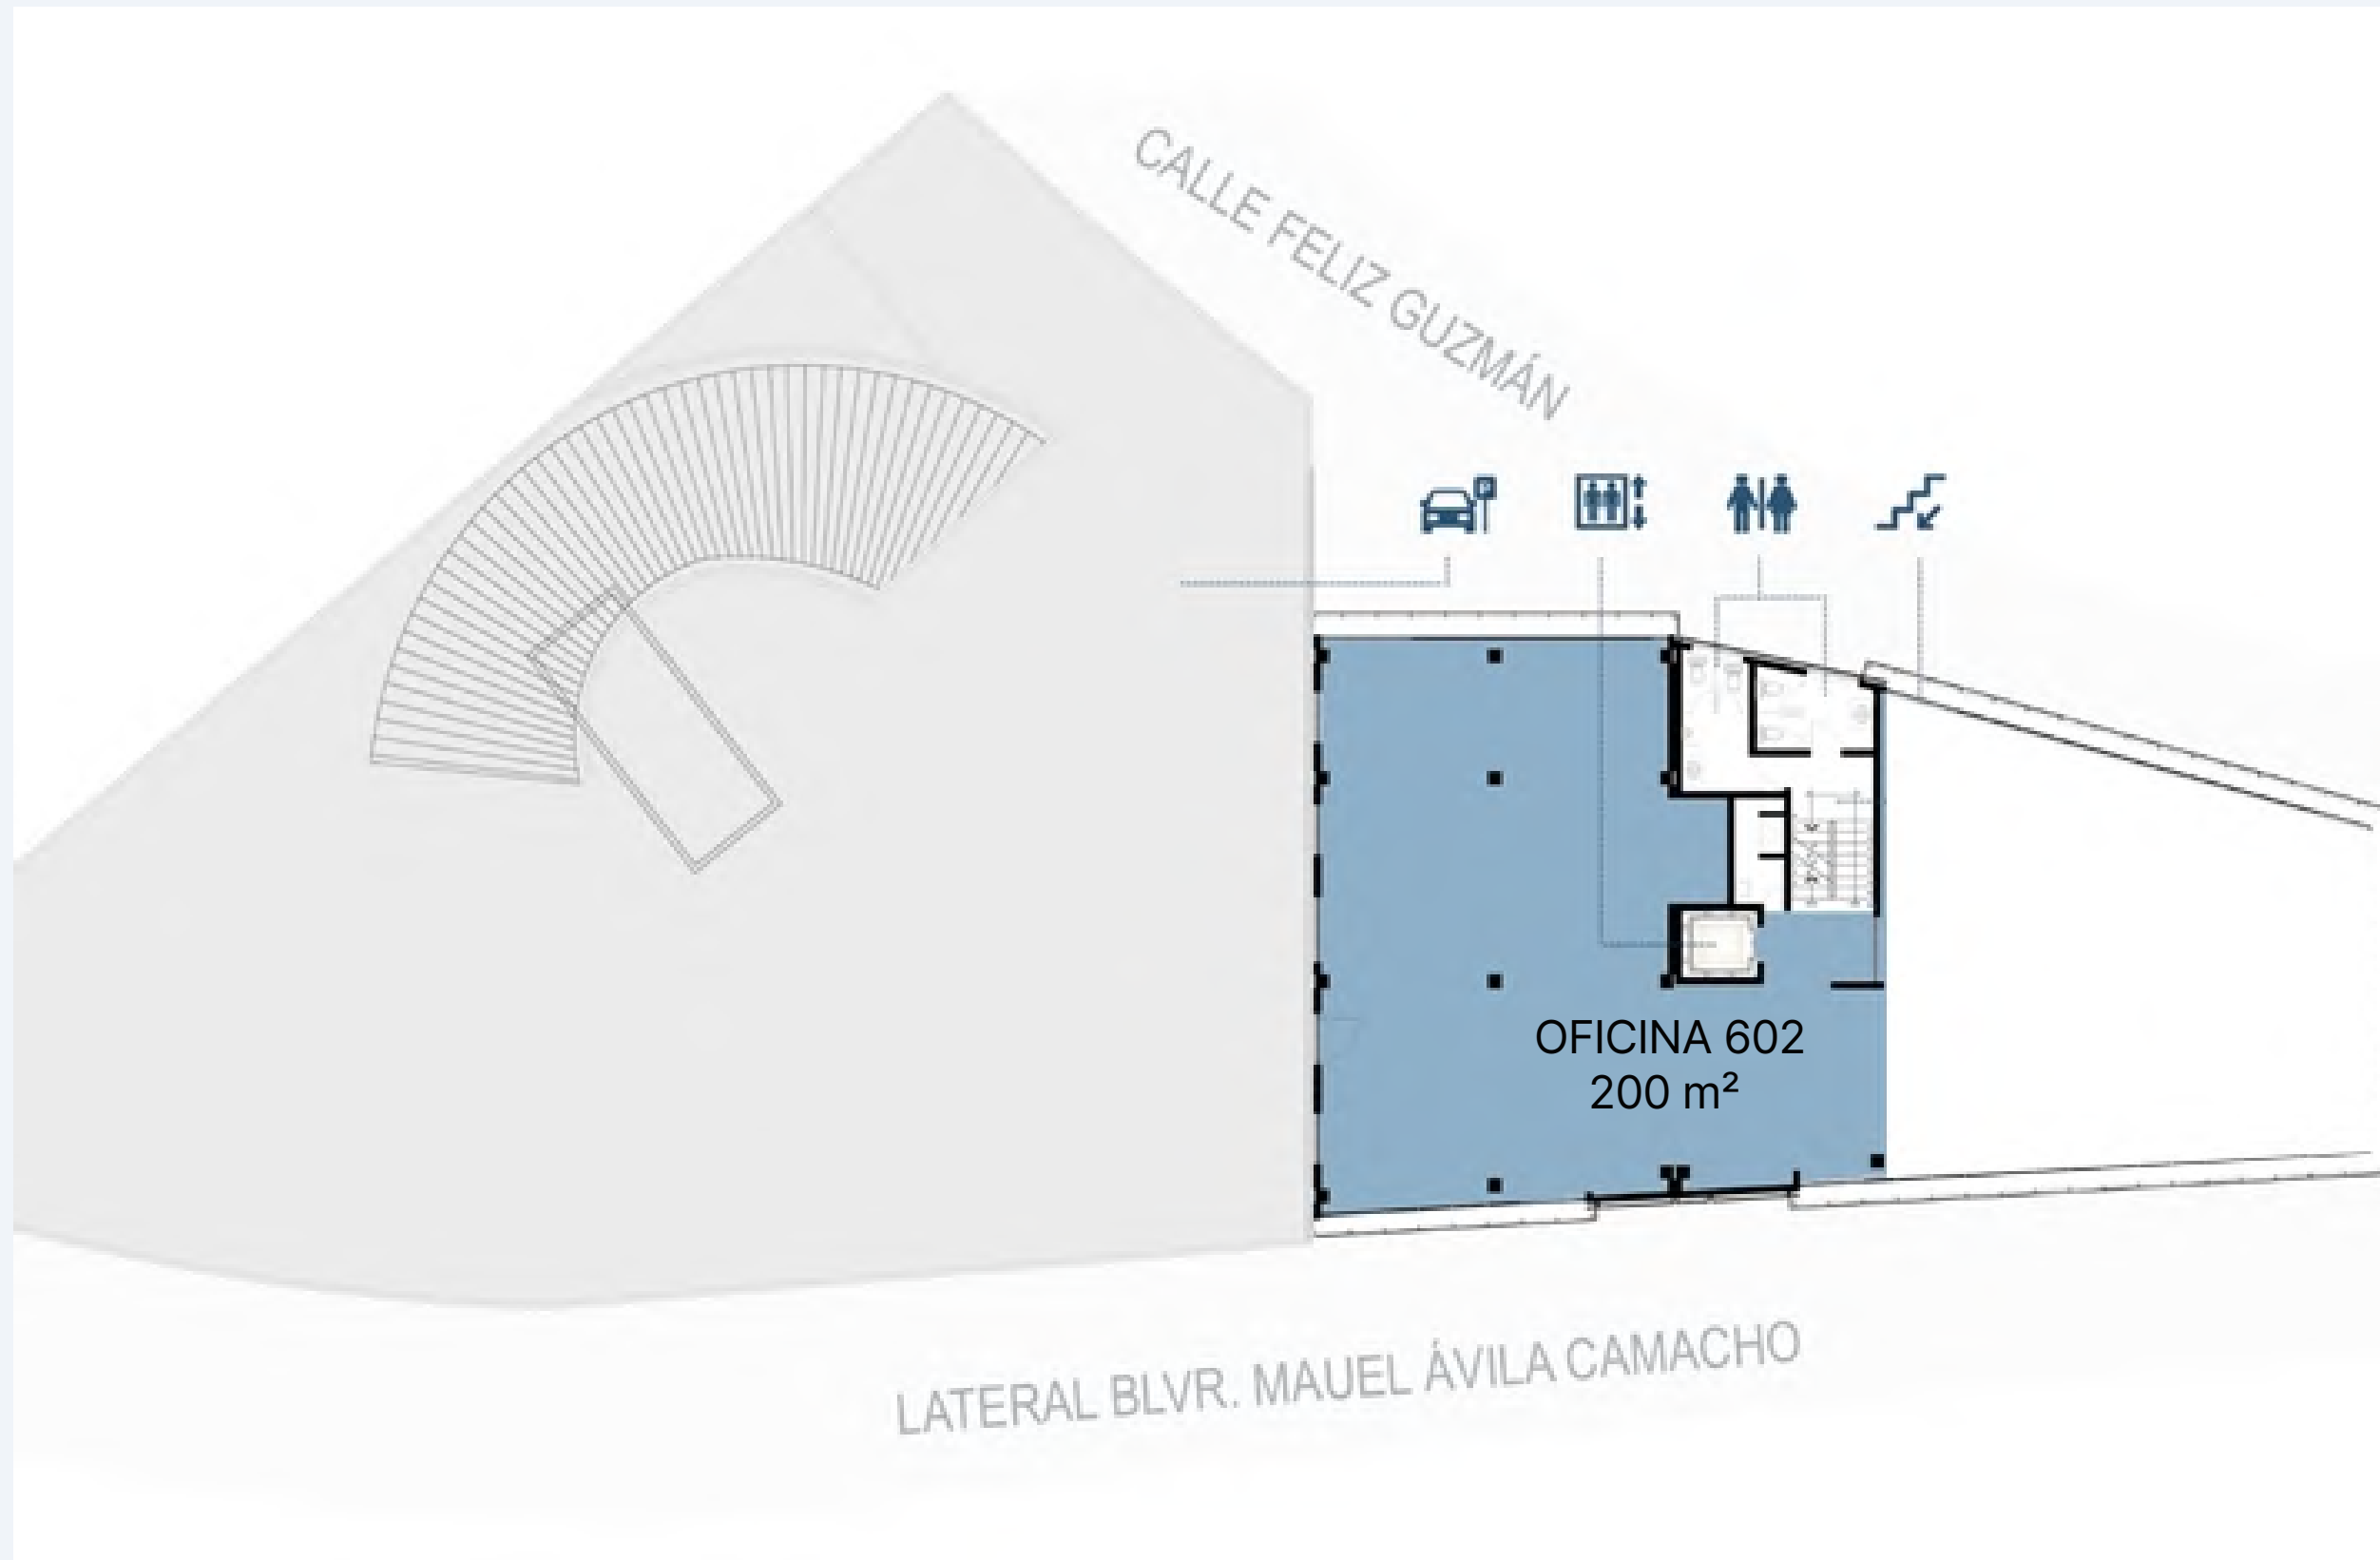 CALLE FELIZ GUZMÁN
OFICINA 602
200 m²
LATERAL BLVR. MAUEL ÁVILA CAMACHO